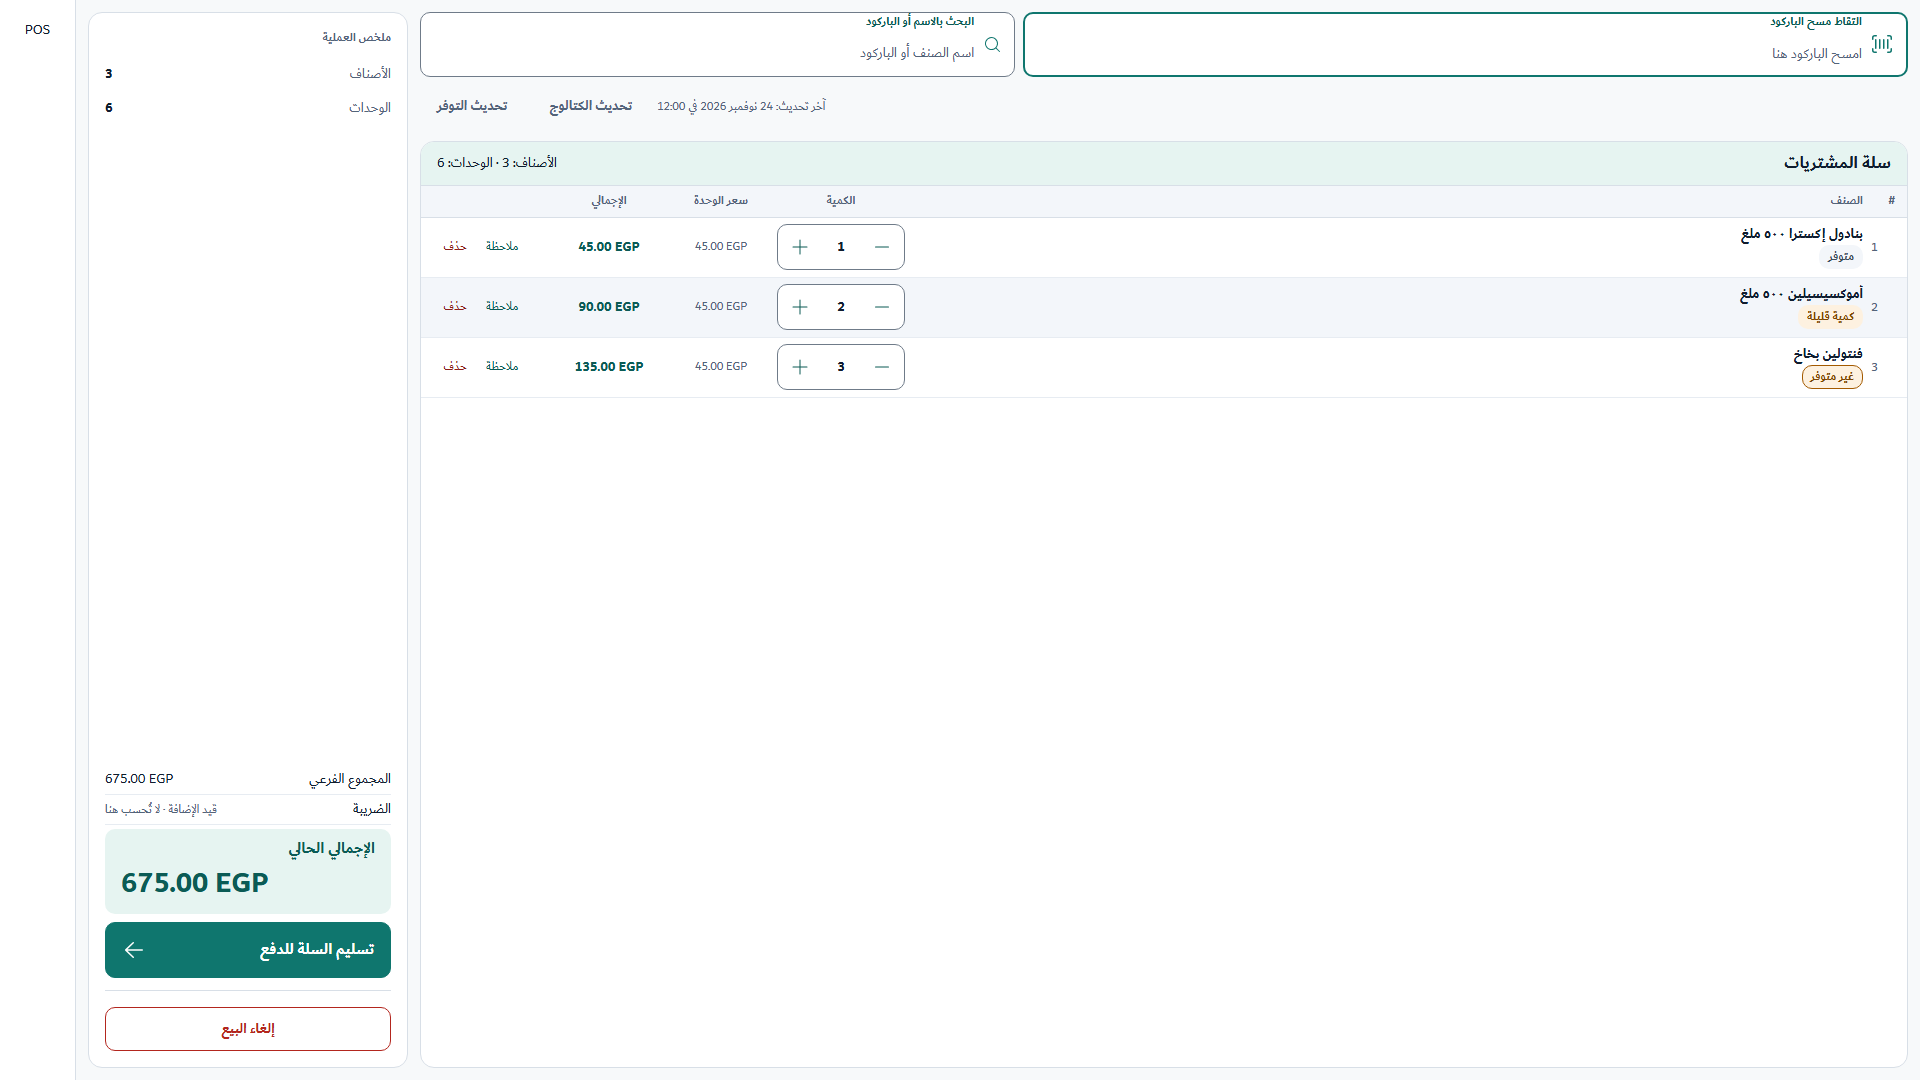 التقاط مسح الباركود
امسح الباركود هنا
البحث بالاسم أو الباركود
اسم الصنف أو الباركود
آخر تحديث: 24 نوفمبر 2026 في 12:00
تحديث الكتالوج
تحديث التوفر
سلة المشتريات
الأصناف: 3 · الوحدات: 6
# الصنف الكمية سعر الوحدة الإجمالي
1 بنادول إكسترا ٥٠٠ ملغ
متوفر
1 45.00 EGP 45.00 EGP ملاحظة حذف
2 أموكسيسيلين ٥٠٠ ملغ
كمية قليلة
2 45.00 EGP 90.00 EGP ملاحظة حذف
3 فنتولين بخاخ
غير متوفر
3 45.00 EGP 135.00 EGP ملاحظة حذف
ملخص العملية
الأصناف 3
الوحدات 6
المجموع الفرعي 675.00 EGP
الضريبة قيد الإضافة · لا تُحسب هنا
الإجمالي الحالي
675.00 EGP
تسليم السلة للدفع
إلغاء البيع
POS